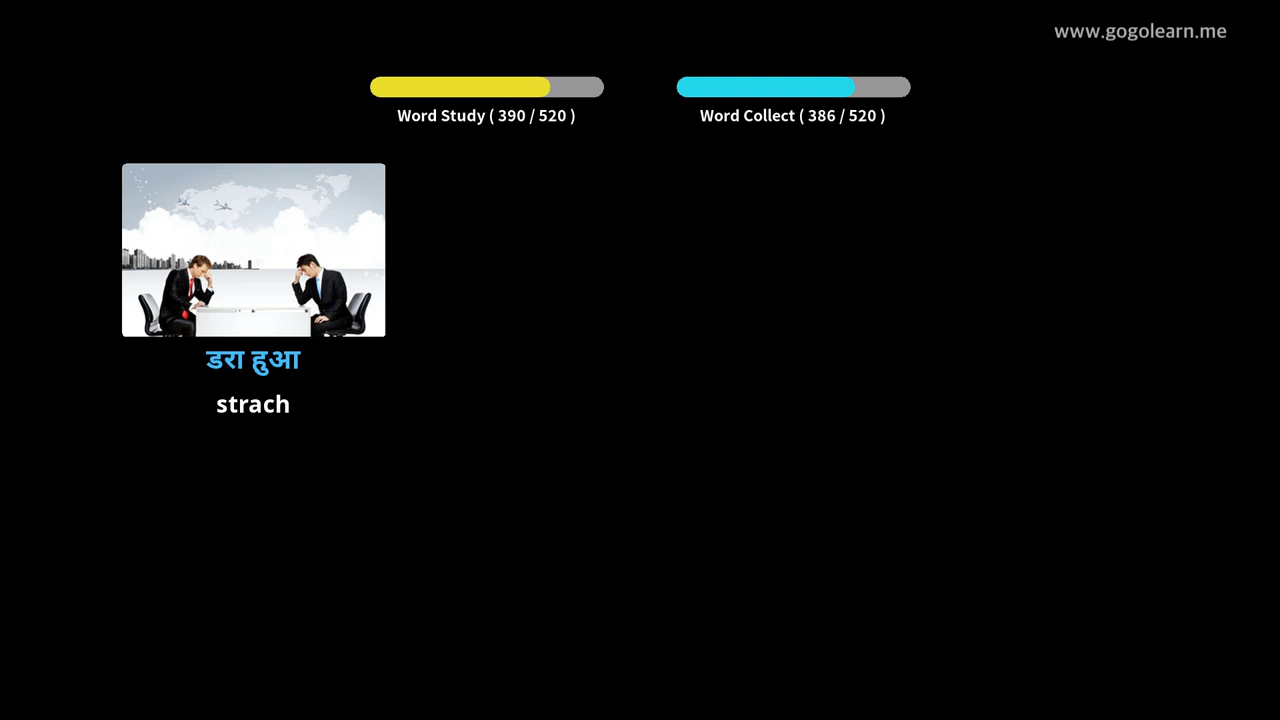 www.gogolearn.me
Word Study ( 390 / 520 )
Word Collect ( 386 / 520 )
डरा हुआ
strach